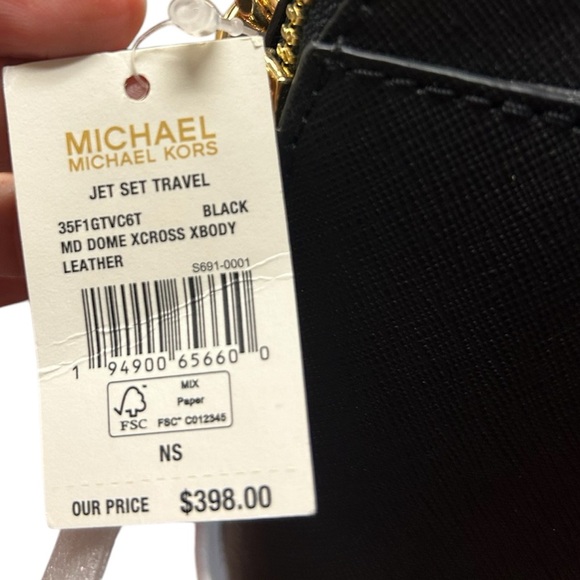 MICHAEL
MICHAEL KORS
JET SET TRAVEL
35F1GTVC6T BLACK
MD DOME XCROSS XBODY
LEATHER
S691-0001
1 94900 65660 0
FSC
MIX
Paper
FSC™ C012345
NS
OUR PRICE $398.00